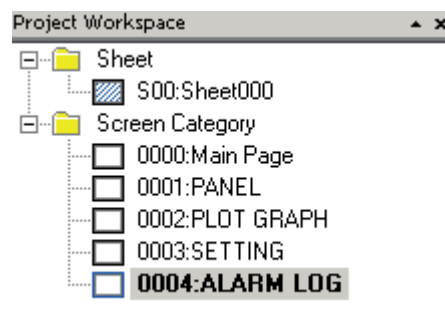 Project Workspace
Sheet
S00:Sheet000
Screen Category
0000:Main Page
0001:PANEL
0002:PLOT GRAPH
0003:SETTING
0004:ALARM LOG